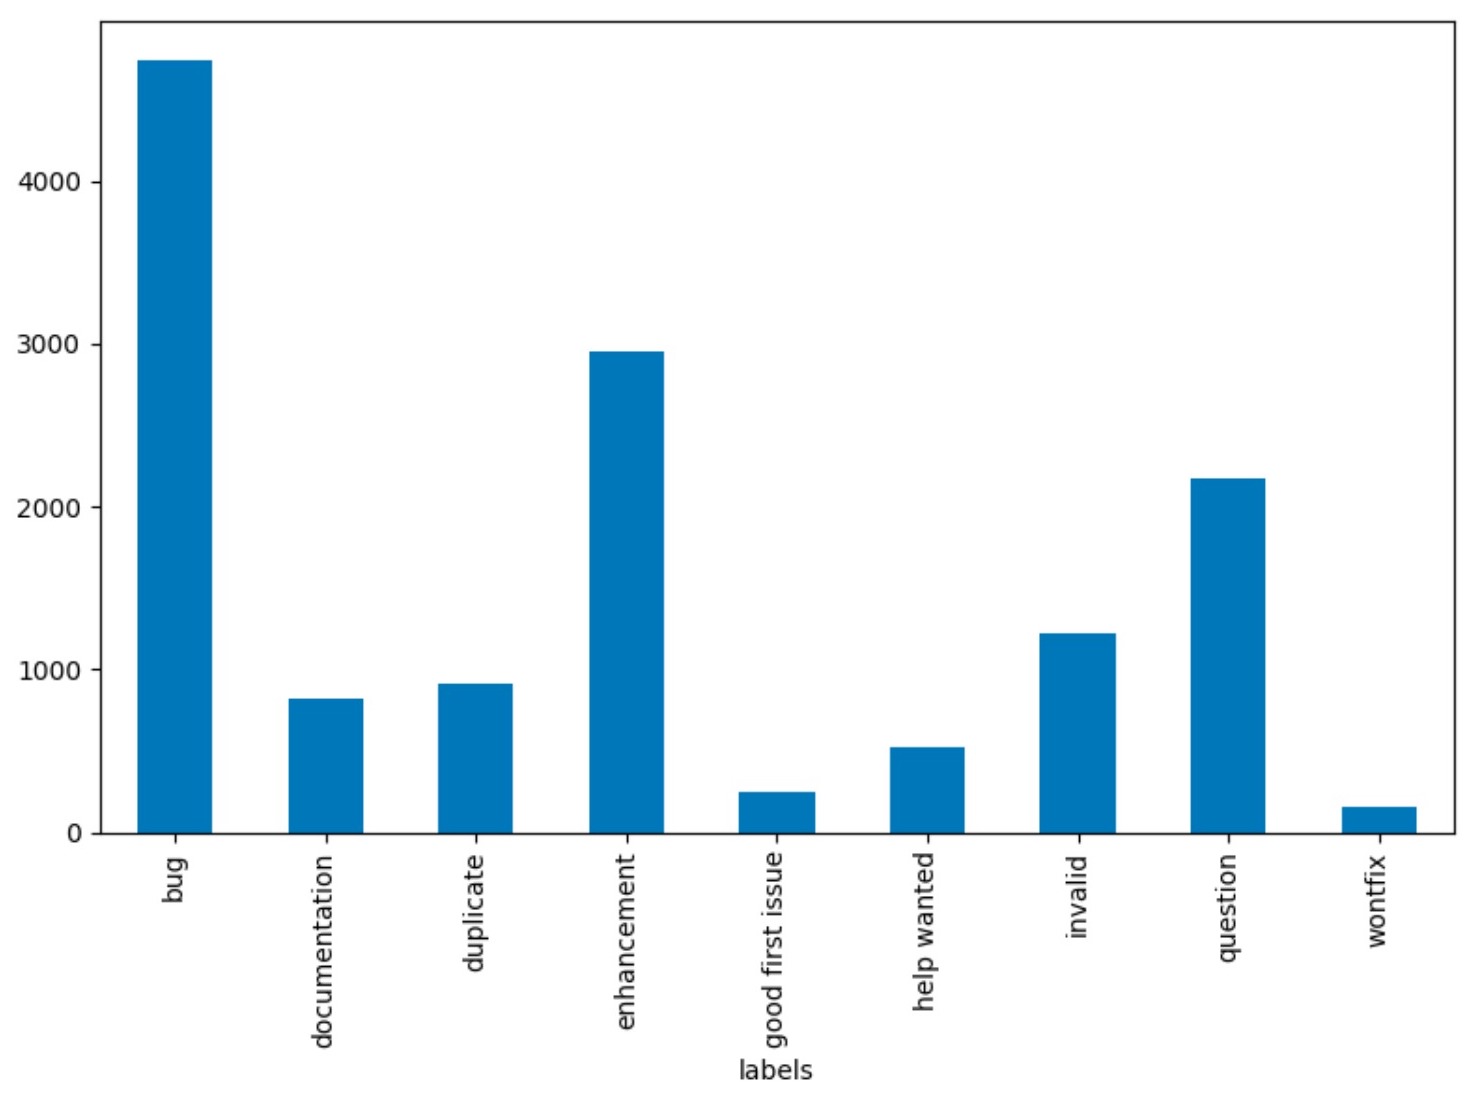 4000
3000
2000
1000
0
bug
documentation
duplicate
enhancement
good first issue
help wanted
invalid
question
wontfix
labels